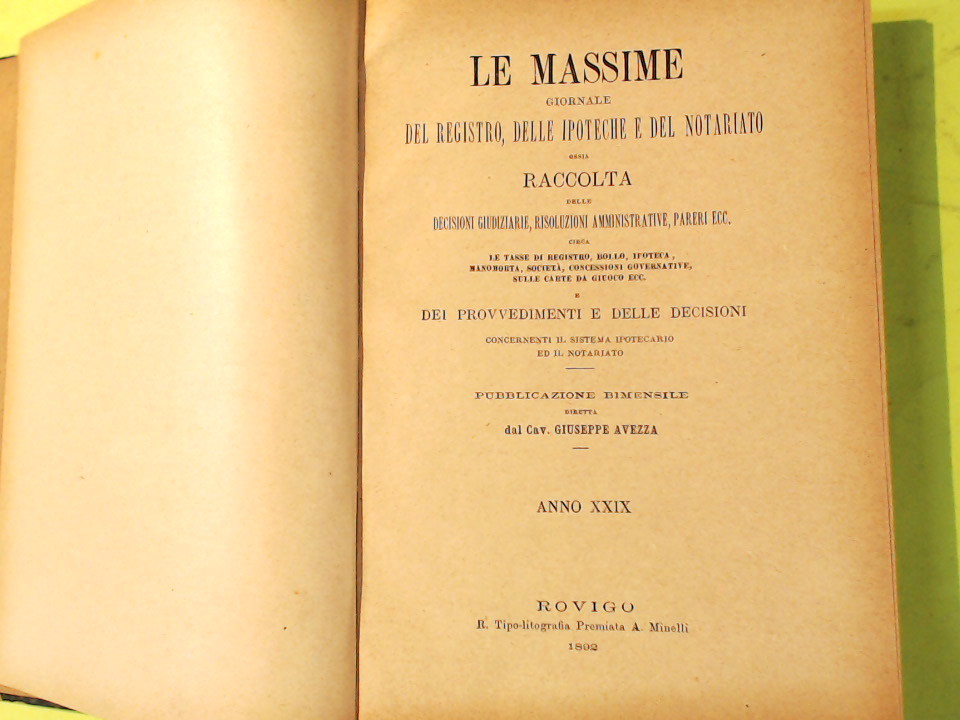 LE MASSIME
GIORNALE
DEL REGISTRO, DELLE IPOTECHE E DEL NOTARIATO
OSSIA
RACCOLTA
DELLE
DECISIONI GIUDIZIARIE, RISOLUZIONI AMMINISTRATIVE, PARERI ECC.
CIRCA
LE TASSE DI REGISTRO, BOLLO, IPOTECA,
MANOMORTA, SOCIETÀ, CONCESSIONI GOVERNATIVE,
SULLE CARTE DA GIUOCO ECC.
E
DEI PROVVEDIMENTI E DELLE DECISIONI
CONCERNENTI IL SISTEMA IPOTECARIO
ED IL NOTARIATO
PUBBLICAZIONE BIMENSILE
DIRETTA
dal Cav. GIUSEPPE AVEZZA
ANNO XXIX
ROVIGO
R. Tipo-litografia Premiata A. Minelli
1892